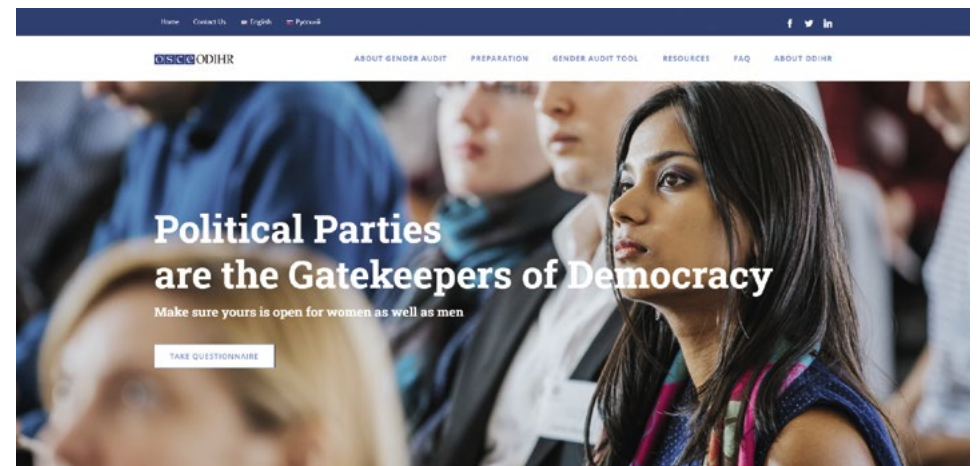 Home Contact Us English Русский
f in
OSCE ODIHR
ABOUT GENDER AUDIT PREPARATION GENDER AUDIT TOOL RESOURCES FAQ ABOUT ODIHR
Political Parties
are the Gatekeepers of Democracy
Make sure yours is open for women as well as men
TAKE QUESTIONNAIRE